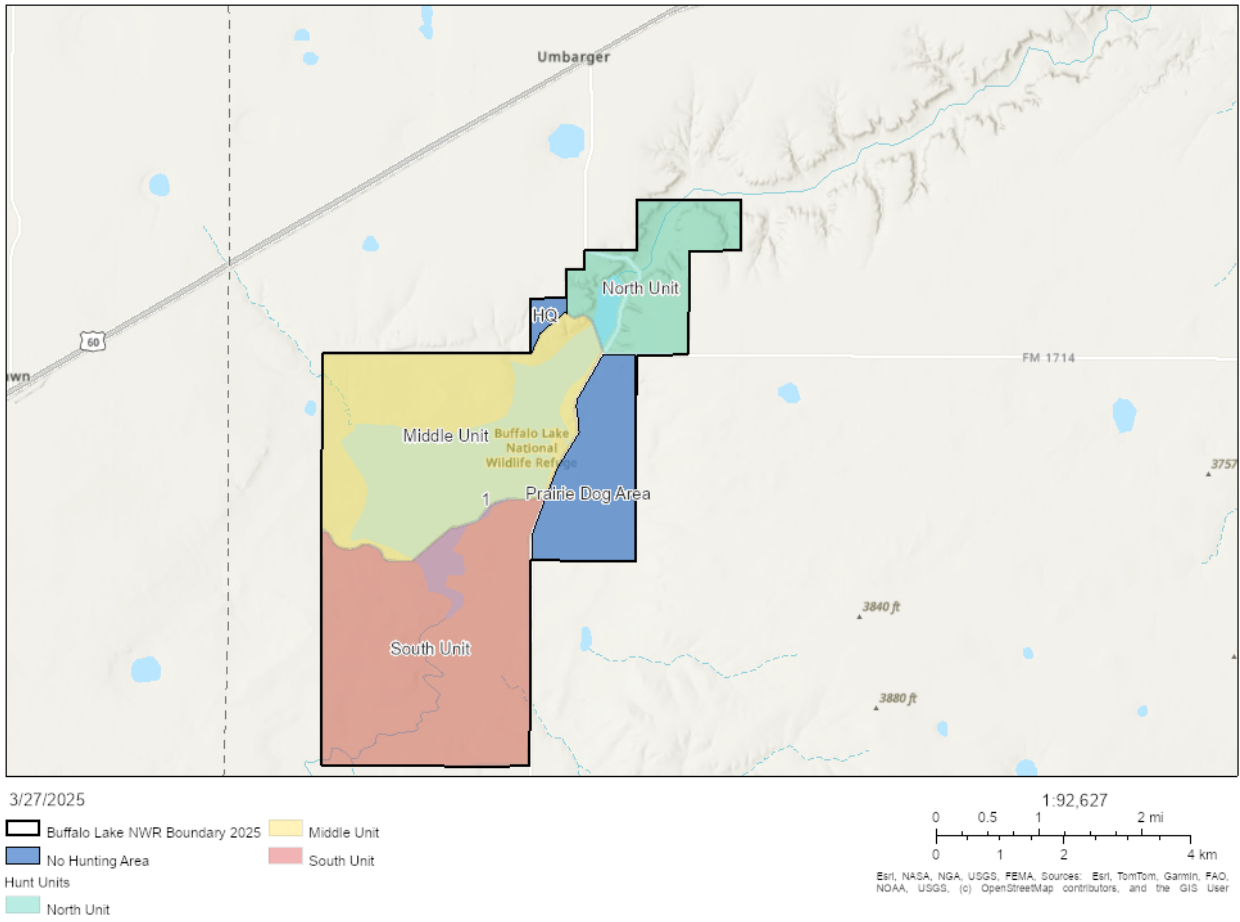 Umbarger
North Unit
HQ
60
FM 1714
awn
Middle Unit
Buffalo Lake
National
Wildlife Refuge
3757
1
Prairie Dog Area
3840 ft
South Unit
3880 ft
3/27/2025
Buffalo Lake NWR Boundary 2025
No Hunting Area
Hunt Units
North Unit
Middle Unit
South Unit
1:92,627
0 0.5 1 2 mi
0 1 2 4 km
Esri, NASA, NGA, USGS, FEMA, Sources: Esri, TomTom, Garmin, FAO,
NOAA, USGS, (c) OpenStreetMap contributors, and the GIS User